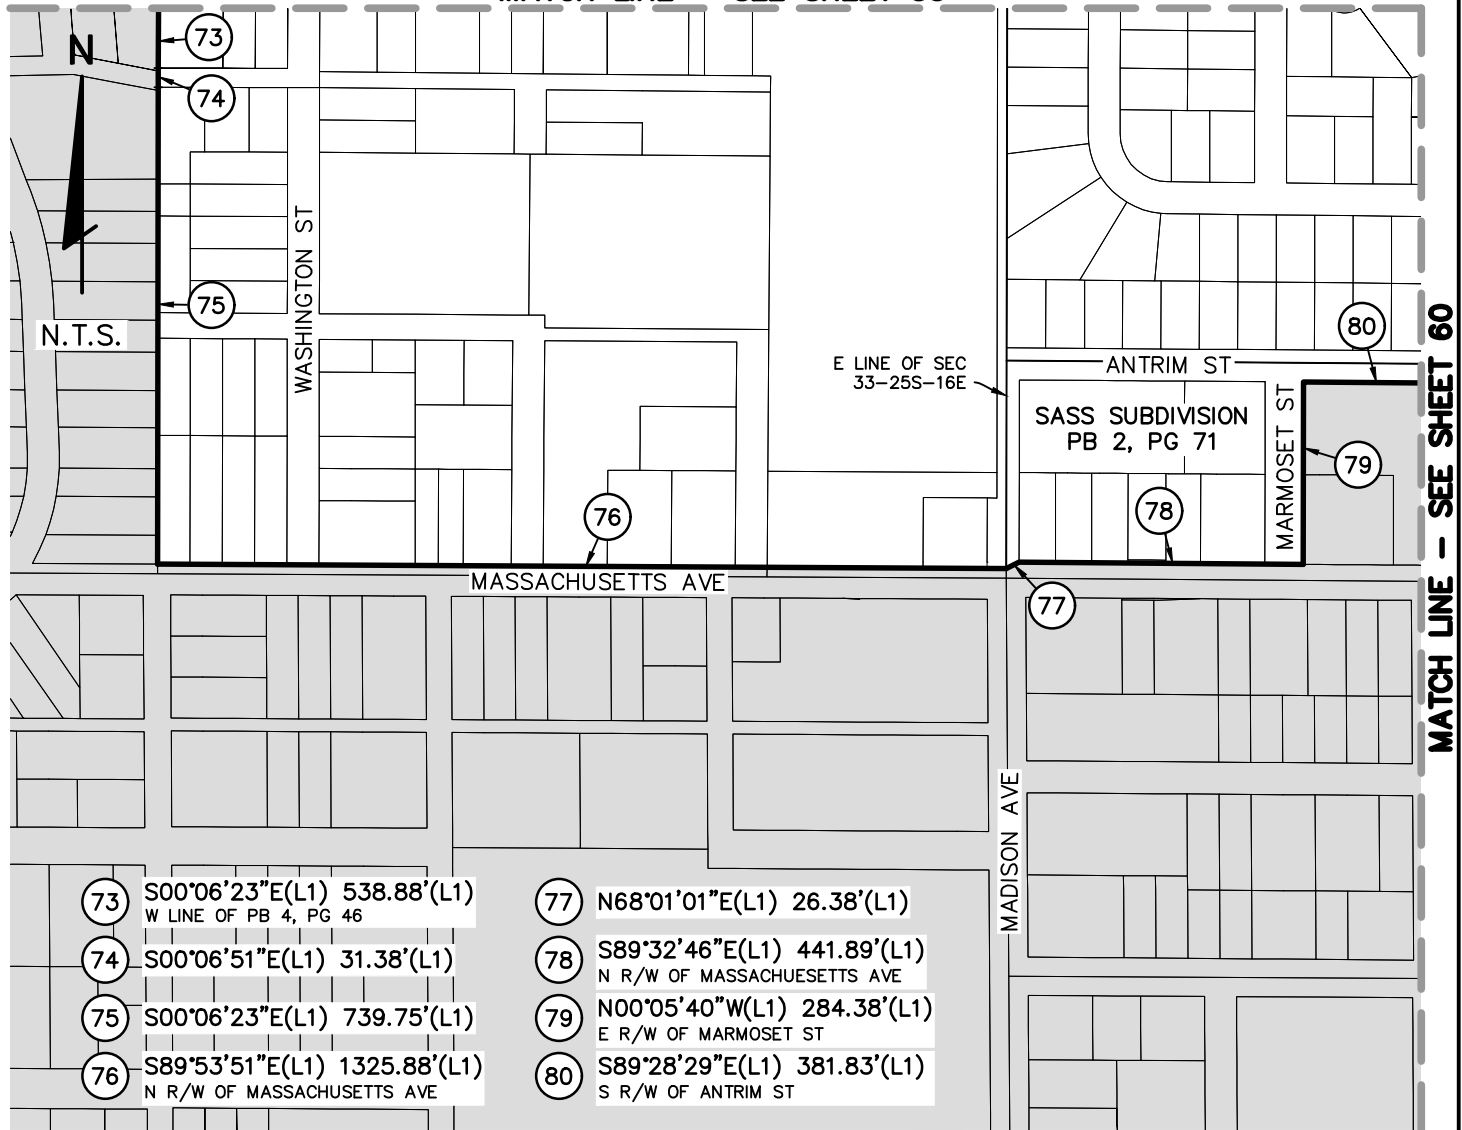 73
N
74
WASHINGTON ST
75
N.T.S.
80
E LINE OF SEC
33-25S-16E
ANTRIM ST
SASS SUBDIVISION
PB 2, PG 71
MARMOSET ST
79
MATCH LINE - SEE SHEET 60
76
78
MASSACHUSETTS AVE
77
MADISON AVE
73 S00°06'23"E(L1) 538.88'(L1)
W LINE OF PB 4, PG 46
74 S00°06'51"E(L1) 31.38'(L1)
75 S00°06'23"E(L1) 739.75'(L1)
76 S89°53'51"E(L1) 1325.88'(L1)
N R/W OF MASSACHUSETTS AVE
77 N68°01'01"E(L1) 26.38'(L1)
78 S89°32'46"E(L1) 441.89'(L1)
N R/W OF MASSACHUESETTS AVE
79 N00°05'40"W(L1) 284.38'(L1)
E R/W OF MARMOSET ST
80 S89°28'29"E(L1) 381.83'(L1)
S R/W OF ANTRIM ST